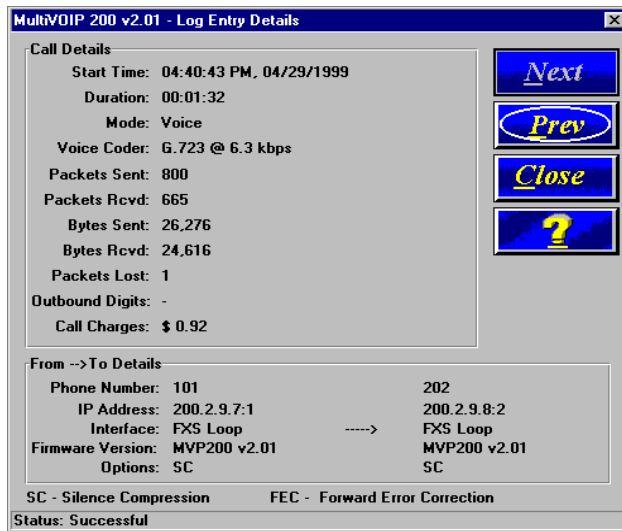 MultiVOIP 200 v2.01 - Log Entry Details
Call Details
Start Time: 04:40:43 PM, 04/29/1999
Duration: 00:01:32
Mode: Voice
Voice Coder: G.723 @ 6.3 kbps
Packets Sent: 800
Packets Rcvd: 665
Bytes Sent: 26,276
Bytes Rcvd: 24,616
Packets Lost: 1
Outbound Digits: -
Call Charges: $ 0.92
Next
Prev
Close
?
From -->To Details
Phone Number: 101 202
IP Address: 200.2.9.7:1 200.2.9.8:2
Interface: FXS Loop -----> FXS Loop
Firmware Version: MVP200 v2.01 MVP200 v2.01
Options: SC SC
SC - Silence Compression FEC - Forward Error Correction
Status: Successful